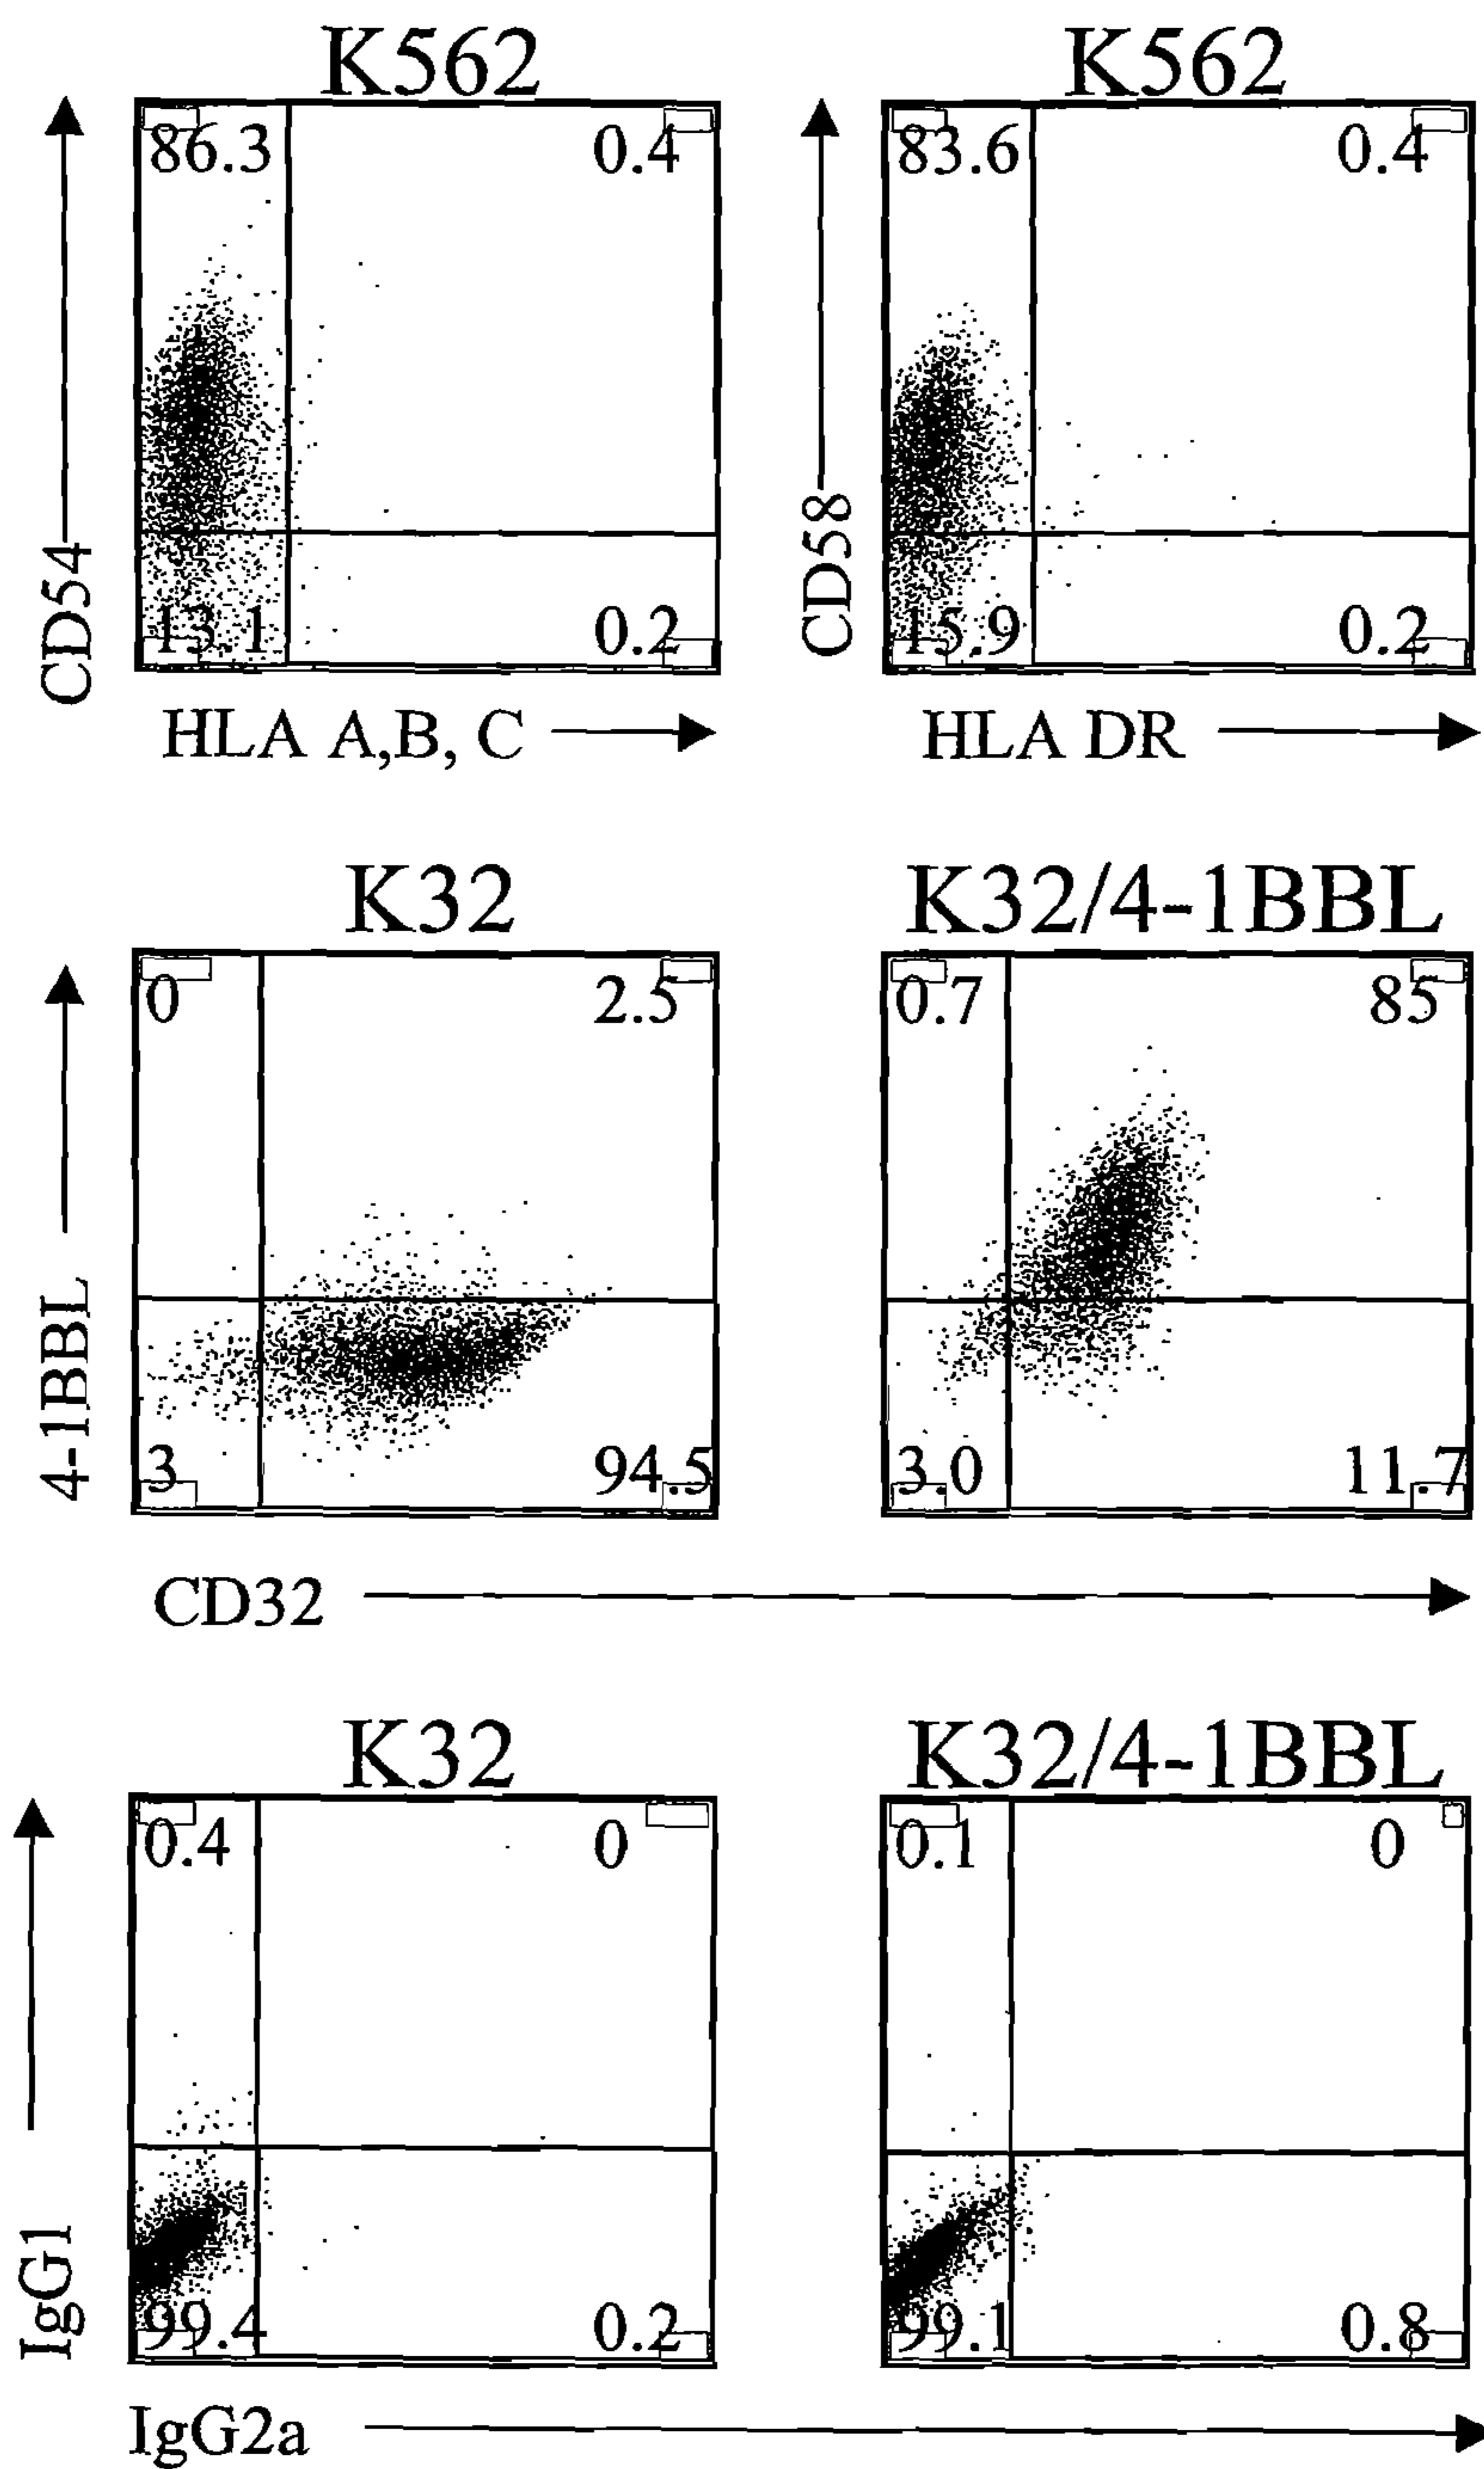 K562 K562
86.3 0.4 83.6 0.4
CD54
CD58
13.1 0.2 15.9 0.2
HLA A,B, C HLA DR
K32 K32/4-1BBL
0 2.5 0.7 85
4-1BBL
3 94.5 3.0 11.7
CD32
K32 K32/4-1BBL
0.4 0 0.1 0
IgG1
99.4 0.2 99.1 0.8
IgG2a